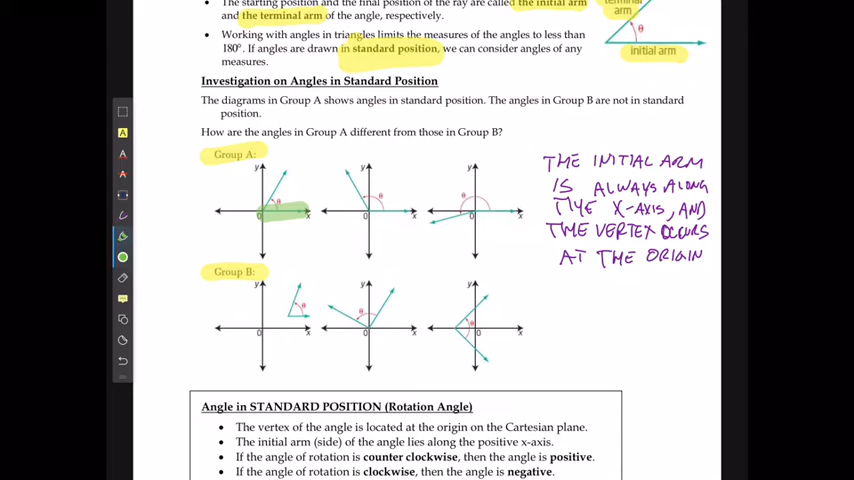 • The starting position and the final position of the ray are called the initial arm
and the terminal arm of the angle, respectively.
terminal
arm
θ
initial arm
• Working with angles in triangles limits the measures of the angles to less than
180°. If angles are drawn in standard position, we can consider angles of any
measures.
Investigation on Angles in Standard Position
The diagrams in Group A shows angles in standard position. The angles in Group B are not in standard
position.
How are the angles in Group A different from those in Group B?
Group A:
y θ 0 x
y θ 0 x
y θ 0 x
THE INITIAL ARM
IS ALWAYS ALONG
THE X-AXIS, AND
THE VERTEX OCCURS
AT THE ORIGIN
Group B:
y θ 0 x
y θ 0 x
y θ 0 x
Angle in STANDARD POSITION (Rotation Angle)
• The vertex of the angle is located at the origin on the Cartesian plane.
• The initial arm (side) of the angle lies along the positive x-axis.
• If the angle of rotation is counter clockwise, then the angle is positive.
• If the angle of rotation is clockwise, then the angle is negative.